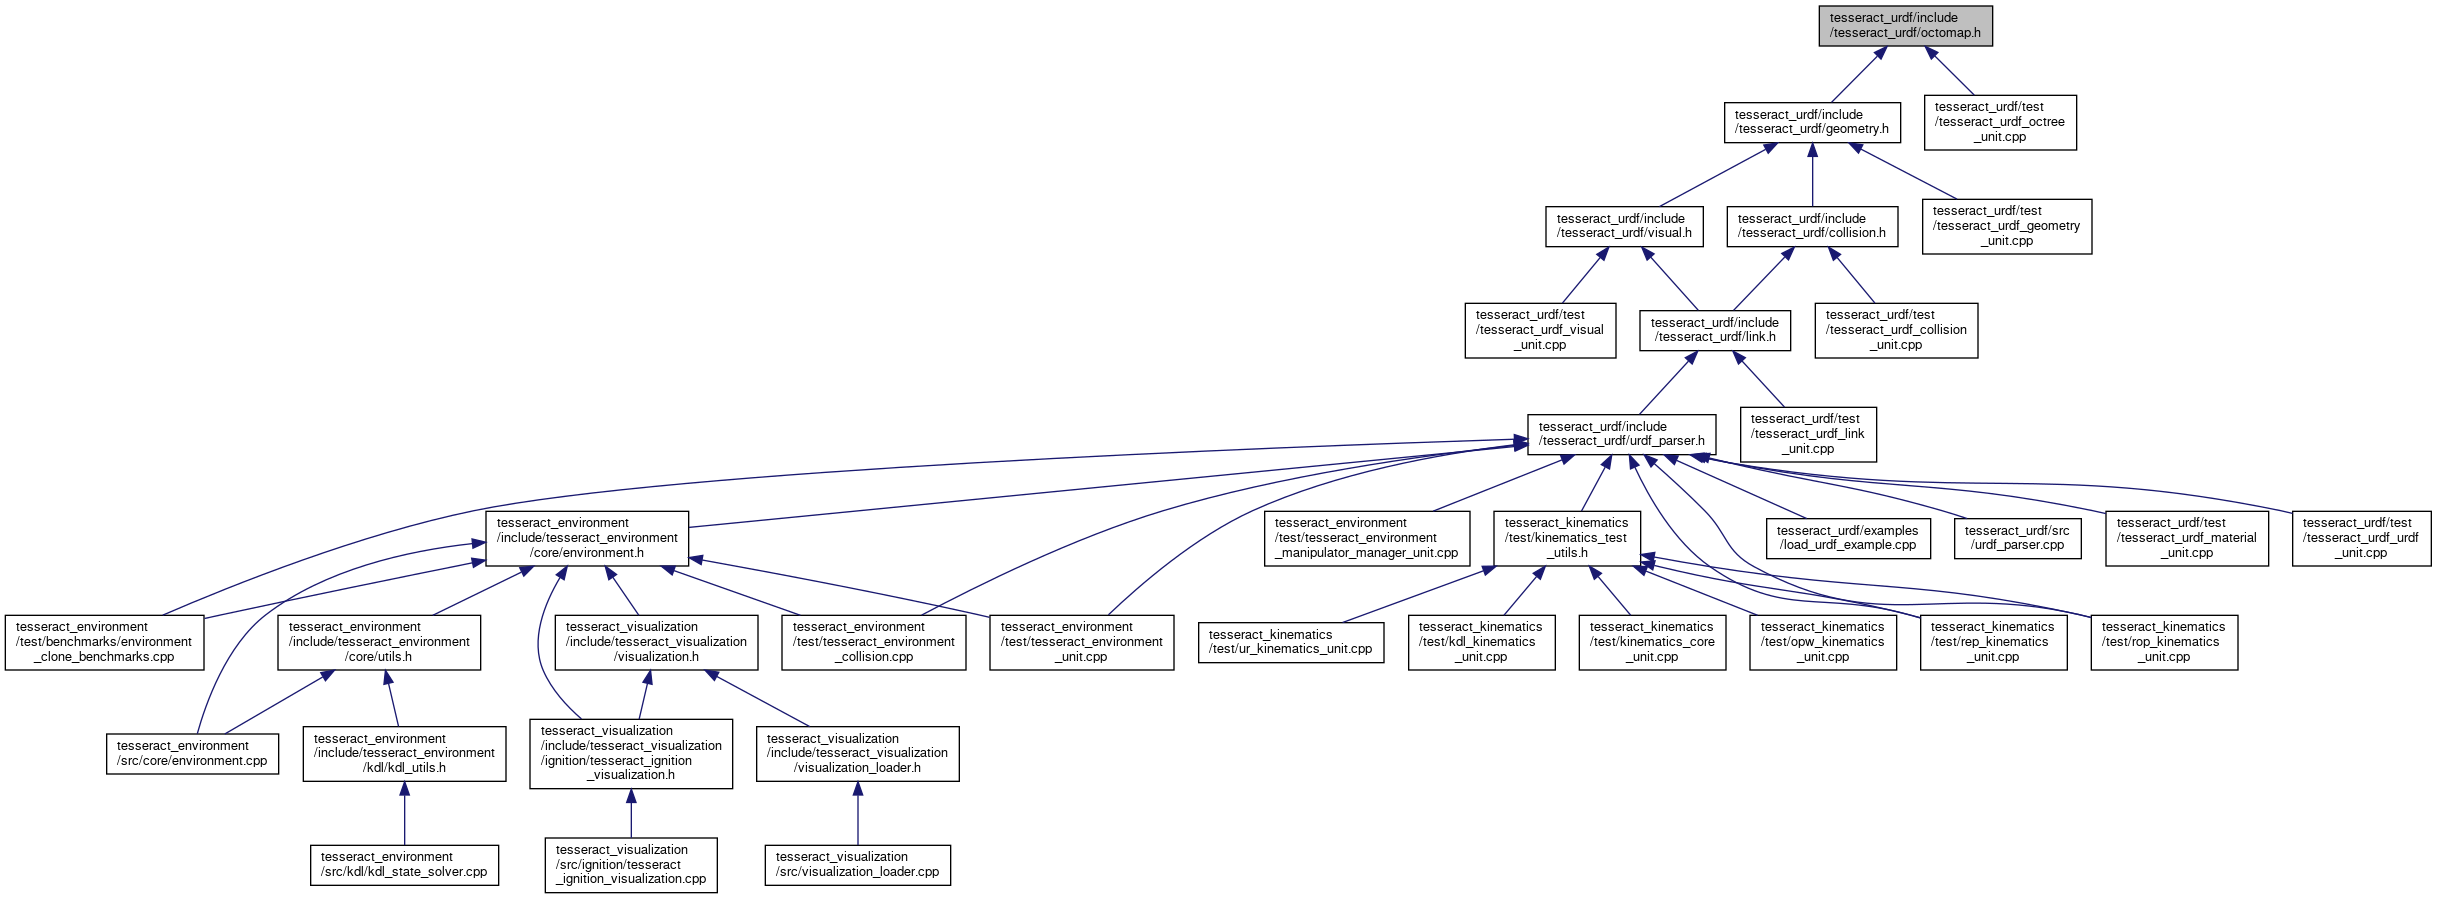 tesseract_urdf/include
/tesseract_urdf/octomap.h
tesseract_urdf/include
/tesseract_urdf/geometry.h
tesseract_urdf/test
/tesseract_urdf_octree
_unit.cpp
tesseract_urdf/include
/tesseract_urdf/visual.h
tesseract_urdf/include
/tesseract_urdf/collision.h
tesseract_urdf/test
/tesseract_urdf_geometry
_unit.cpp
tesseract_urdf/test
/tesseract_urdf_visual
_unit.cpp
tesseract_urdf/include
/tesseract_urdf/link.h
tesseract_urdf/test
/tesseract_urdf_collision
_unit.cpp
tesseract_urdf/include
/tesseract_urdf/urdf_parser.h
tesseract_urdf/test
/tesseract_urdf_link
_unit.cpp
tesseract_environment
/include/tesseract_environment
/core/environment.h
tesseract_environment
/test/tesseract_environment
_manipulator_manager_unit.cpp
tesseract_kinematics
/test/kinematics_test
_utils.h
tesseract_urdf/examples
/load_urdf_example.cpp
tesseract_urdf/src
/urdf_parser.cpp
tesseract_urdf/test
/tesseract_urdf_material
_unit.cpp
tesseract_urdf/test
/tesseract_urdf_urdf
_unit.cpp
tesseract_environment
/test/benchmarks/environment
_clone_benchmarks.cpp
tesseract_environment
/include/tesseract_environment
/core/utils.h
tesseract_visualization
/include/tesseract_visualization
/visualization.h
tesseract_environment
/test/tesseract_environment
_collision.cpp
tesseract_environment
/test/tesseract_environment
_unit.cpp
tesseract_kinematics
/test/ur_kinematics_unit.cpp
tesseract_kinematics
/test/kdl_kinematics
_unit.cpp
tesseract_kinematics
/test/kinematics_core
_unit.cpp
tesseract_kinematics
/test/opw_kinematics
_unit.cpp
tesseract_kinematics
/test/rep_kinematics
_unit.cpp
tesseract_kinematics
/test/rop_kinematics
_unit.cpp
tesseract_environment
/src/core/environment.cpp
tesseract_environment
/include/tesseract_environment
/kdl/kdl_utils.h
tesseract_visualization
/include/tesseract_visualization
/ignition/tesseract_ignition
_visualization.h
tesseract_visualization
/include/tesseract_visualization
/visualization_loader.h
tesseract_environment
/src/kdl/kdl_state_solver.cpp
tesseract_visualization
/src/ignition/tesseract
_ignition_visualization.cpp
tesseract_visualization
/src/visualization_loader.cpp